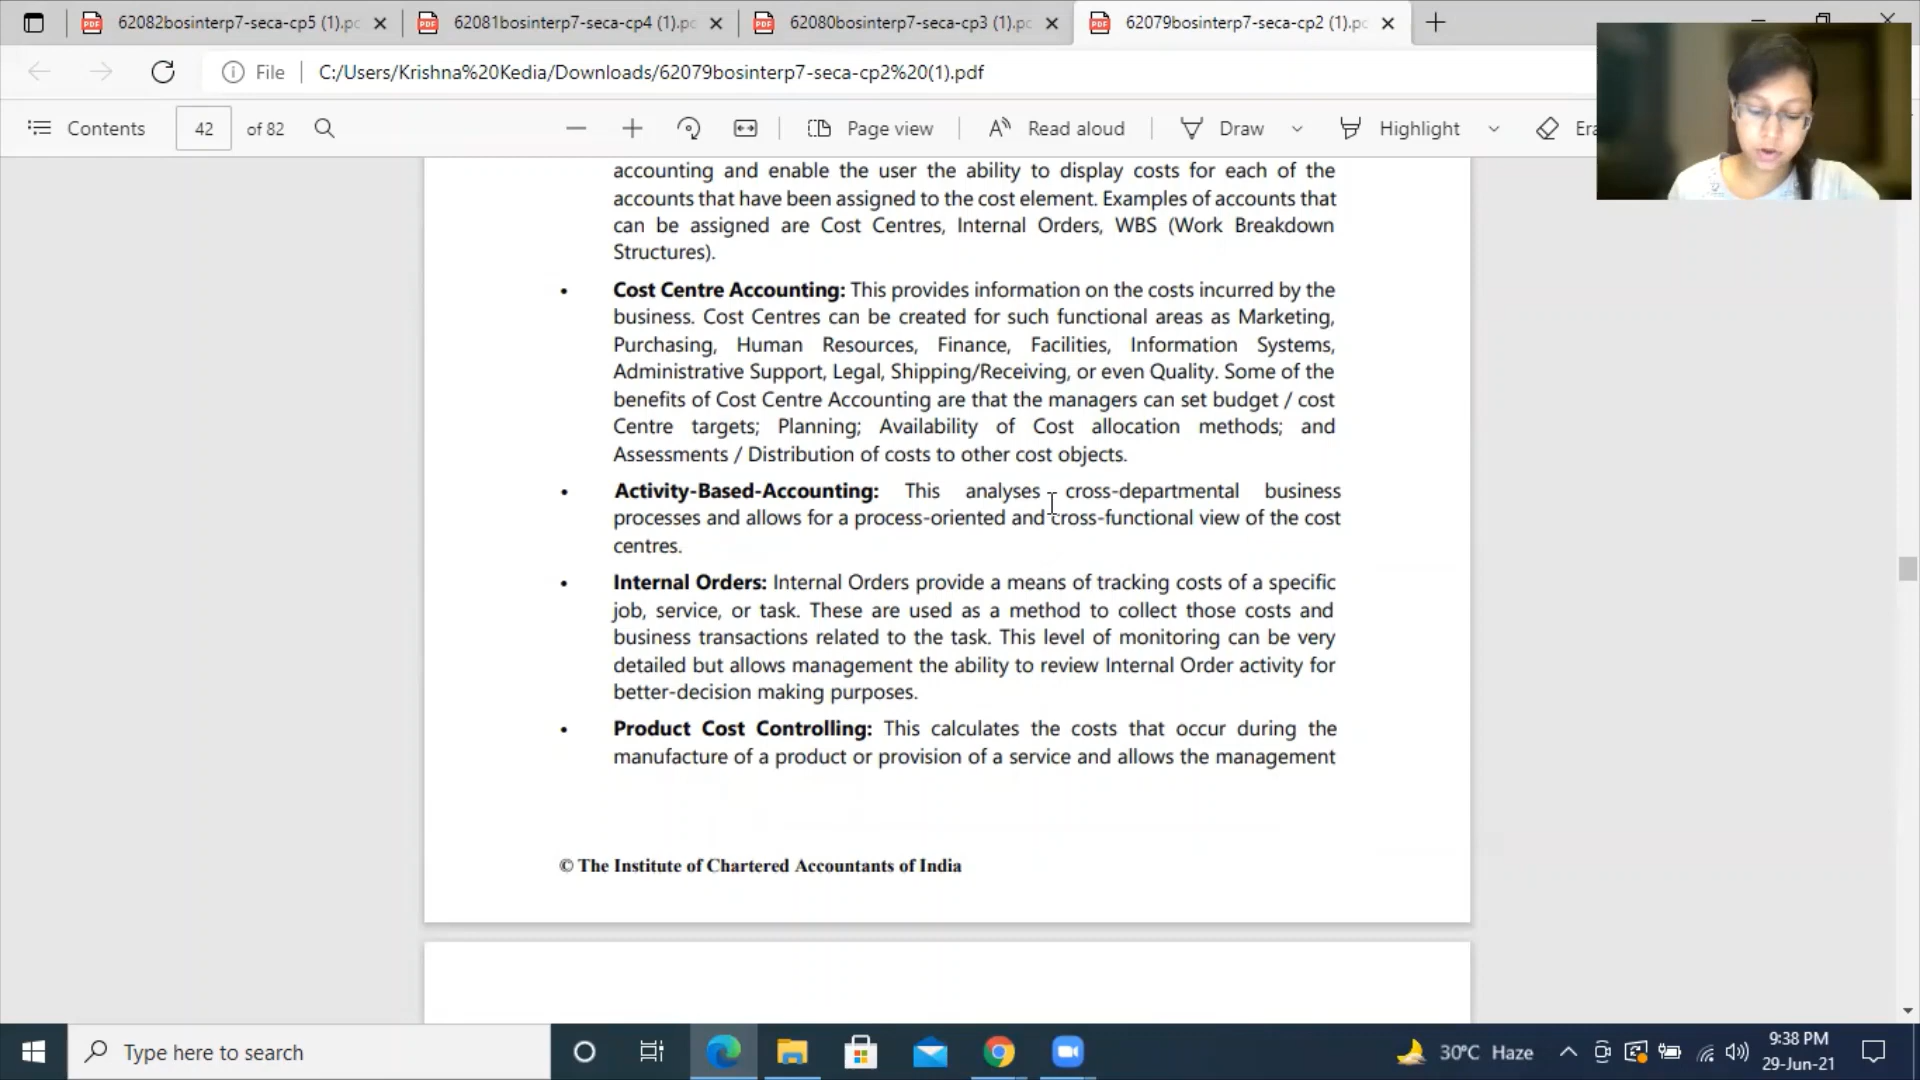 62082bosinterp7-seca-cp5 (1).pc
62081bosinterp7-seca-cp4 (1).pc
62080bosinterp7-seca-cp3 (1).pc
62079bosinterp7-seca-cp2 (1).pc
File
C:/Users/Krishna%20Kedia/Downloads/62079bosinterp7-seca-cp2%20(1).pdf
Contents
42
of 82
Page view
Read aloud
Draw
Highlight
accounting and enable the user the ability to display costs for each of the
accounts that have been assigned to the cost element. Examples of accounts that
can be assigned are Cost Centres, Internal Orders, WBS (Work Breakdown
Structures).
• Cost Centre Accounting: This provides information on the costs incurred by the
business. Cost Centres can be created for such functional areas as Marketing,
Purchasing, Human Resources, Finance, Facilities, Information Systems,
Administrative Support, Legal, Shipping/Receiving, or even Quality. Some of the
benefits of Cost Centre Accounting are that the managers can set budget / cost
Centre targets; Planning; Availability of Cost allocation methods; and
Assessments / Distribution of costs to other cost objects.
• Activity-Based-Accounting: This analyses cross-departmental business
processes and allows for a process-oriented and cross-functional view of the cost
centres.
• Internal Orders: Internal Orders provide a means of tracking costs of a specific
job, service, or task. These are used as a method to collect those costs and
business transactions related to the task. This level of monitoring can be very
detailed but allows management the ability to review Internal Order activity for
better-decision making purposes.
• Product Cost Controlling: This calculates the costs that occur during the
manufacture of a product or provision of a service and allows the management
© The Institute of Chartered Accountants of India
Type here to search
30°C Haze
9:38 PM
29-Jun-21